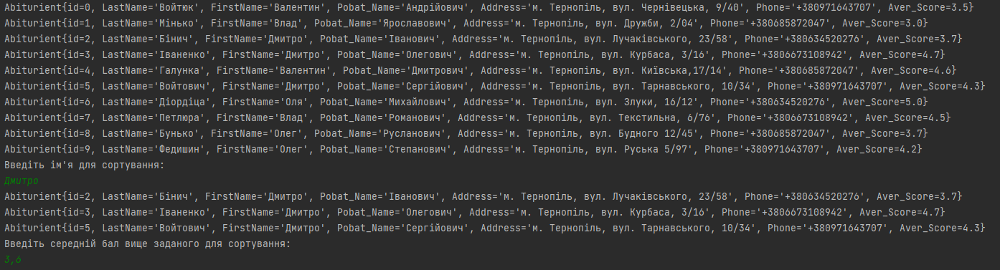 Abiturient{id=0, LastName='Войтюк', FirstName='Валентин', Pobat_Name='Андрійович', Address='м. Тернопіль, вул. Чернівецька, 9/40', Phone='+380971643707', Aver_Score=3.5}
Abiturient{id=1, LastName='Мінько', FirstName='Влад', Pobat_Name='Ярославович', Address='м. Тернопіль, вул. Дружби, 2/04', Phone='+380685872047', Aver_Score=3.0}
Abiturient{id=2, LastName='Бінич', FirstName='Дмитро', Pobat_Name='Іванович', Address='м. Тернопіль, вул. Лучаківського, 23/58', Phone='+380634520276', Aver_Score=3.7}
Abiturient{id=3, LastName='Іваненко', FirstName='Дмитро', Pobat_Name='Олегович', Address='м. Тернопіль, вул. Курбаса, 3/16', Phone='+3806673108942', Aver_Score=4.7}
Abiturient{id=4, LastName='Галунка', FirstName='Валентин', Pobat_Name='Дмитрович', Address='м. Тернопіль, вул. Київська,17/14', Phone='+380685872047', Aver_Score=4.6}
Abiturient{id=5, LastName='Войтович', FirstName='Дмитро', Pobat_Name='Сергійович', Address='м. Тернопіль, вул. Тарнавського, 10/34', Phone='+380971643707', Aver_Score=4.3}
Abiturient{id=6, LastName='Діордіца', FirstName='Оля', Pobat_Name='Михайлович', Address='м. Тернопіль, вул. Злуки, 16/12', Phone='+380634520276', Aver_Score=5.0}
Abiturient{id=7, LastName='Петлюра', FirstName='Влад', Pobat_Name='Романович', Address='м. Тернопіль, вул. Текстильна, 6/76', Phone='+3806673108942', Aver_Score=4.5}
Abiturient{id=8, LastName='Бунько', FirstName='Олег', Pobat_Name='Русланович', Address='м. Тернопіль, вул. Будного 12/45', Phone='+380685872047', Aver_Score=3.7}
Abiturient{id=9, LastName='Федишин', FirstName='Олег', Pobat_Name='Степанович', Address='м. Тернопіль, вул. Руська 5/97', Phone='+380971643707', Aver_Score=4.2}
Введіть ім'я для сортування:
Дмитро
Abiturient{id=2, LastName='Бінич', FirstName='Дмитро', Pobat_Name='Іванович', Address='м. Тернопіль, вул. Лучаківського, 23/58', Phone='+380634520276', Aver_Score=3.7}
Abiturient{id=3, LastName='Іваненко', FirstName='Дмитро', Pobat_Name='Олегович', Address='м. Тернопіль, вул. Курбаса, 3/16', Phone='+3806673108942', Aver_Score=4.7}
Abiturient{id=5, LastName='Войтович', FirstName='Дмитро', Pobat_Name='Сергійович', Address='м. Тернопіль, вул. Тарнавського, 10/34', Phone='+380971643707', Aver_Score=4.3}
Введіть середній бал вище заданого для сортування:
3,6